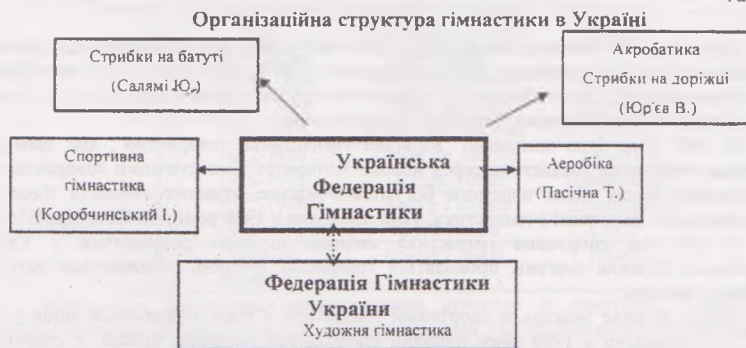 Організаційна структура гімнастики в Україні
Стрибки на батуті
(Салямі Ю.)
Акробатика
Стрибки на доріжці
(Юр'єв В.)
Спортивна
гімнастика
(Коробчинський І.)
Українська
Федерація
Гімнастики
Аеробіка
(Пасічна Т.)
Федерація Гімнастики
України
Художня гімнастика